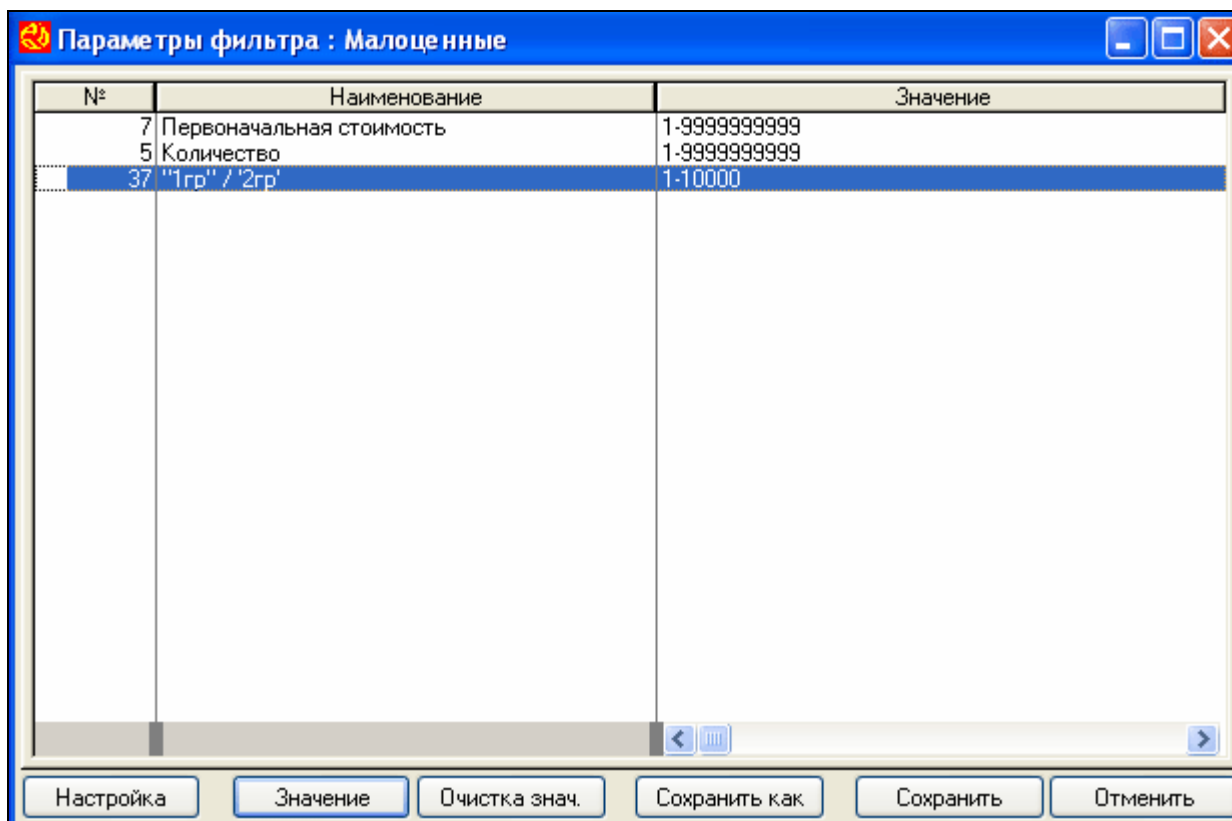 Параметры фильтра : Малоценные
№ Наименование Значение
7 Первоначальная стоимость 1-9999999999
5 Количество 1-9999999999
37 "1гр" / '2гр' 1-10000
Настройка Значение Очистка знач. Сохранить как Сохранить Отменить